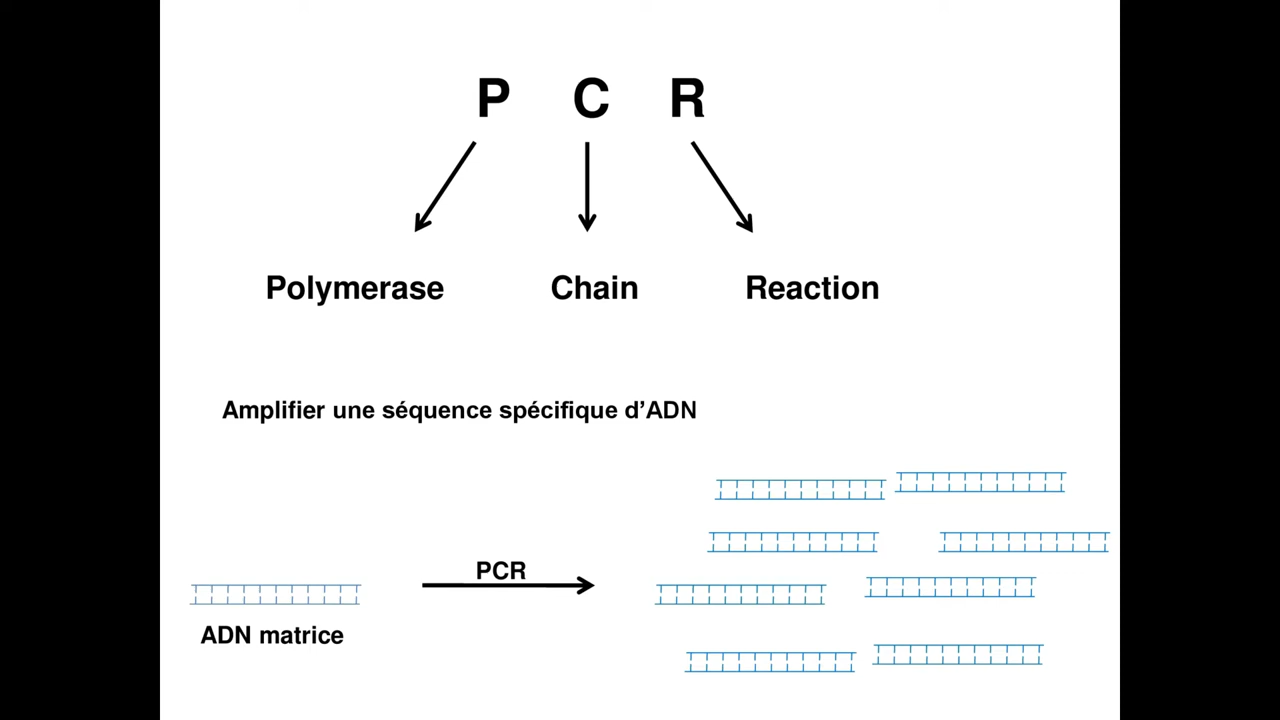 P C R
Polymerase Chain Reaction
Amplifier une séquence spécifique d’ADN
PCR
ADN matrice